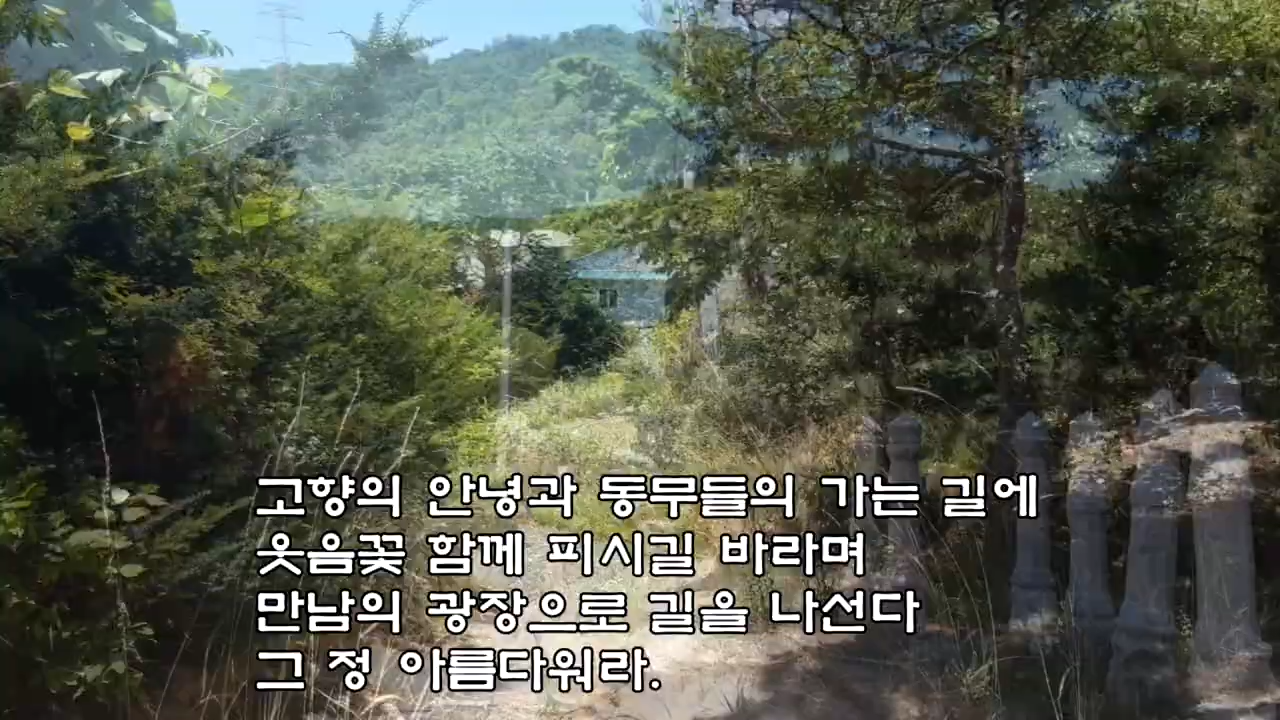 고향의 안녕과 동무들의 가는 길에
웃음꽃 함께 피시길 바라며
만남의 광장으로 길을 나선다
그 정 아름다워라.